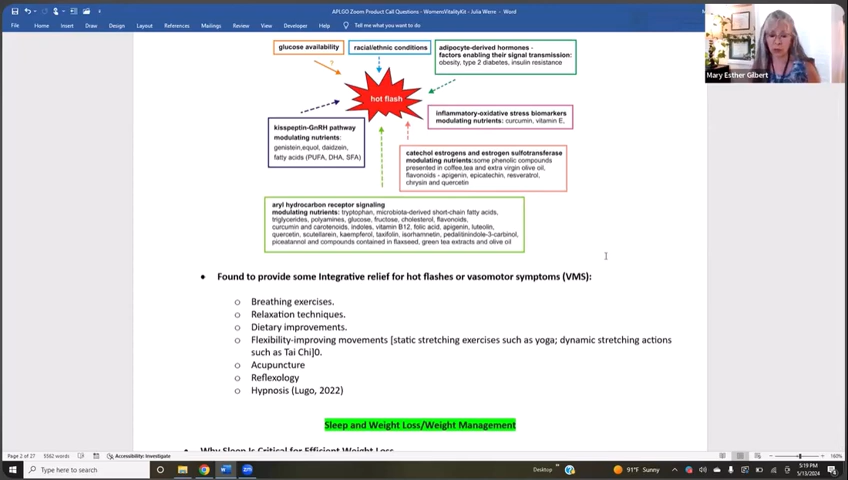 APLGO Zoom Product Call Questions - WomensVitalityKit - Julia Werre - Word
File Home Insert Draw Design Layout References Mailings Review View Developer Help Tell me what you want to do
Mary Esther Gilbert
glucose availability
racial/ethnic conditions
adipocyte-derived hormones -
factors enabling their signal transmission:
obesity, type 2 diabetes, insulin resistance
?
hot flash
inflammatory-oxidative stress biomarkers
modulating nutrients: curcumin, vitamin E,
kisspeptin-GnRH pathway
modulating nutrients:
genistein,equol, daidzein,
fatty acids (PUFA, DHA, SFA)
catechol estrogens and estrogen sulfotransferase
modulating nutrients:some phenolic compounds
presented in coffee,tea and extra virgin olive oil,
flavonoids - apigenin, epicatechin, resveratrol,
chrysin and quercetin
aryl hydrocarbon receptor signaling
modulating nutrients: tryptophan, microbiota-derived short-chain fatty acids,
triglycerides, polyamines, glucose, fructose, cholesterol, flavonoids,
curcumin and carotenoids, indoles, vitamin B12, folic acid, apigenin, luteolin,
quercetin, scutellarein, kaempferol, taxifolin, isorhamnetin, pedalitinindole-3-carbinol,
piceatannol and compounds contained in flaxseed, green tea extracts and olive oil
• Found to provide some Integrative relief for hot flashes or vasomotor symptoms (VMS):
o Breathing exercises.
o Relaxation techniques.
o Dietary improvements.
o Flexibility-improving movements [static stretching exercises such as yoga; dynamic stretching actions
such as Tai Chi]0.
o Acupuncture
o Reflexology
o Hypnosis (Lugo, 2022)
Sleep and Weight Loss/Weight Management
• Why Sleep Is Critical for Efficient Weight Loss
Page 2 of 27 5562 words Accessibility: Investigate 160%
Type here to search Desktop 91°F Sunny 5:19 PM
5/13/2024